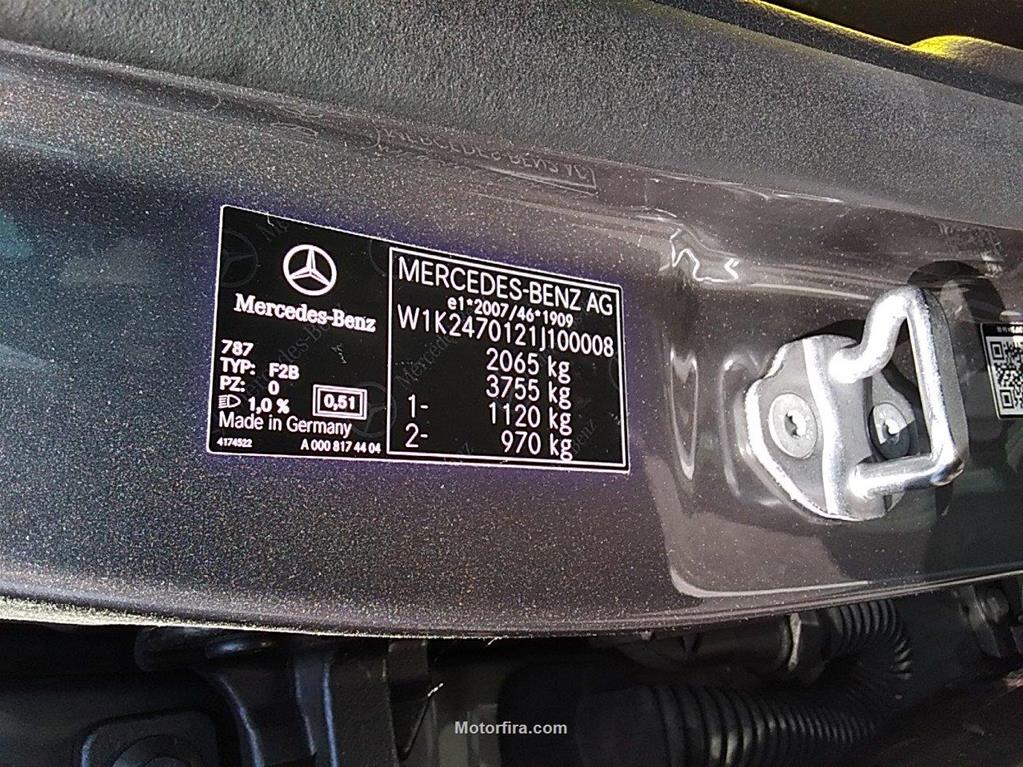 Mercedes-Benz
787
TYP: F2B
PZ: 0
1,0 % 0,51
Made in Germany
4174522 A 000 817 44 04
MERCEDES-BENZ AG
e1*2007/46*1909
W1K2470121J100008
2065 kg
3755 kg
1- 1120 kg
2- 970 kg
Motorfira.com